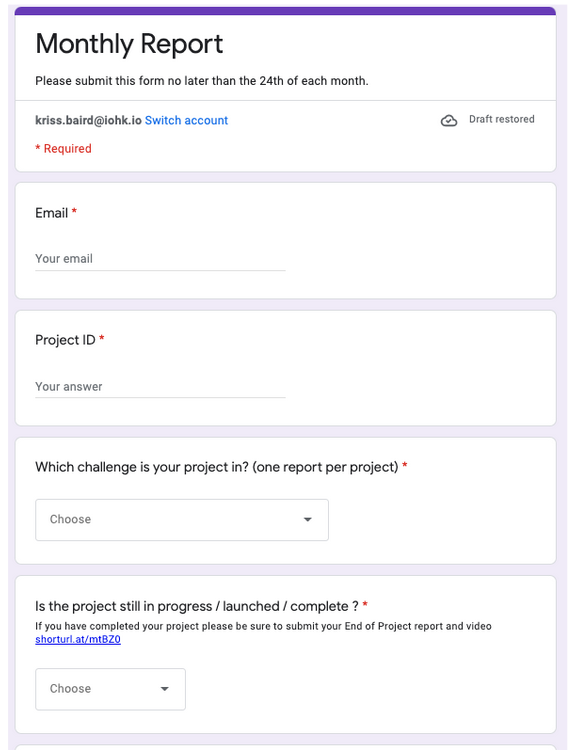 Monthly Report
Please submit this form no later than the 24th of each month.
kriss.baird@iohk.io Switch account
Draft restored
* Required
Email *
Your email
Project ID *
Your answer
Which challenge is your project in? (one report per project) *
Choose
Is the project still in progress / launched / complete ? *
If you have completed your project please be sure to submit your End of Project report and video
shorturl.at/mtBZ0
Choose